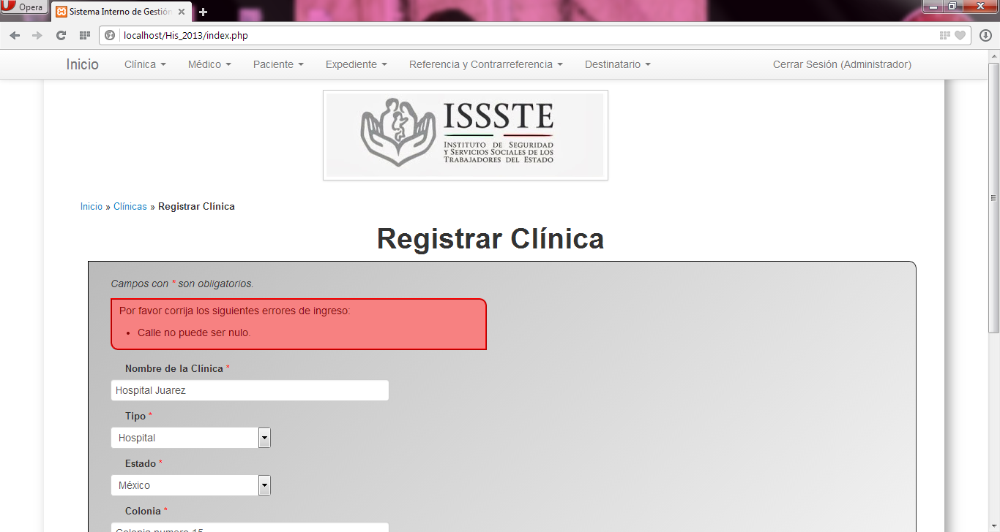 Opera
Sistema Interno de Gestión
localhost/His_2013/index.php
Inicio Clínica Médico Paciente Expediente Referencia y Contrarreferencia Destinatario Cerrar Sesión (Administrador)
ISSSTE
INSTITUTO DE SEGURIDAD
Y SERVICIOS SOCIALES DE LOS
TRABAJADORES DEL ESTADO
Inicio » Clínicas » Registrar Clínica
Registrar Clínica
Campos con * son obligatorios.
Por favor corrija los siguientes errores de ingreso:
• Calle no puede ser nulo.
Nombre de la Clínica *
Hospital Juarez
Tipo *
Hospital
Estado *
México
Colonia *
Colonia numero 15